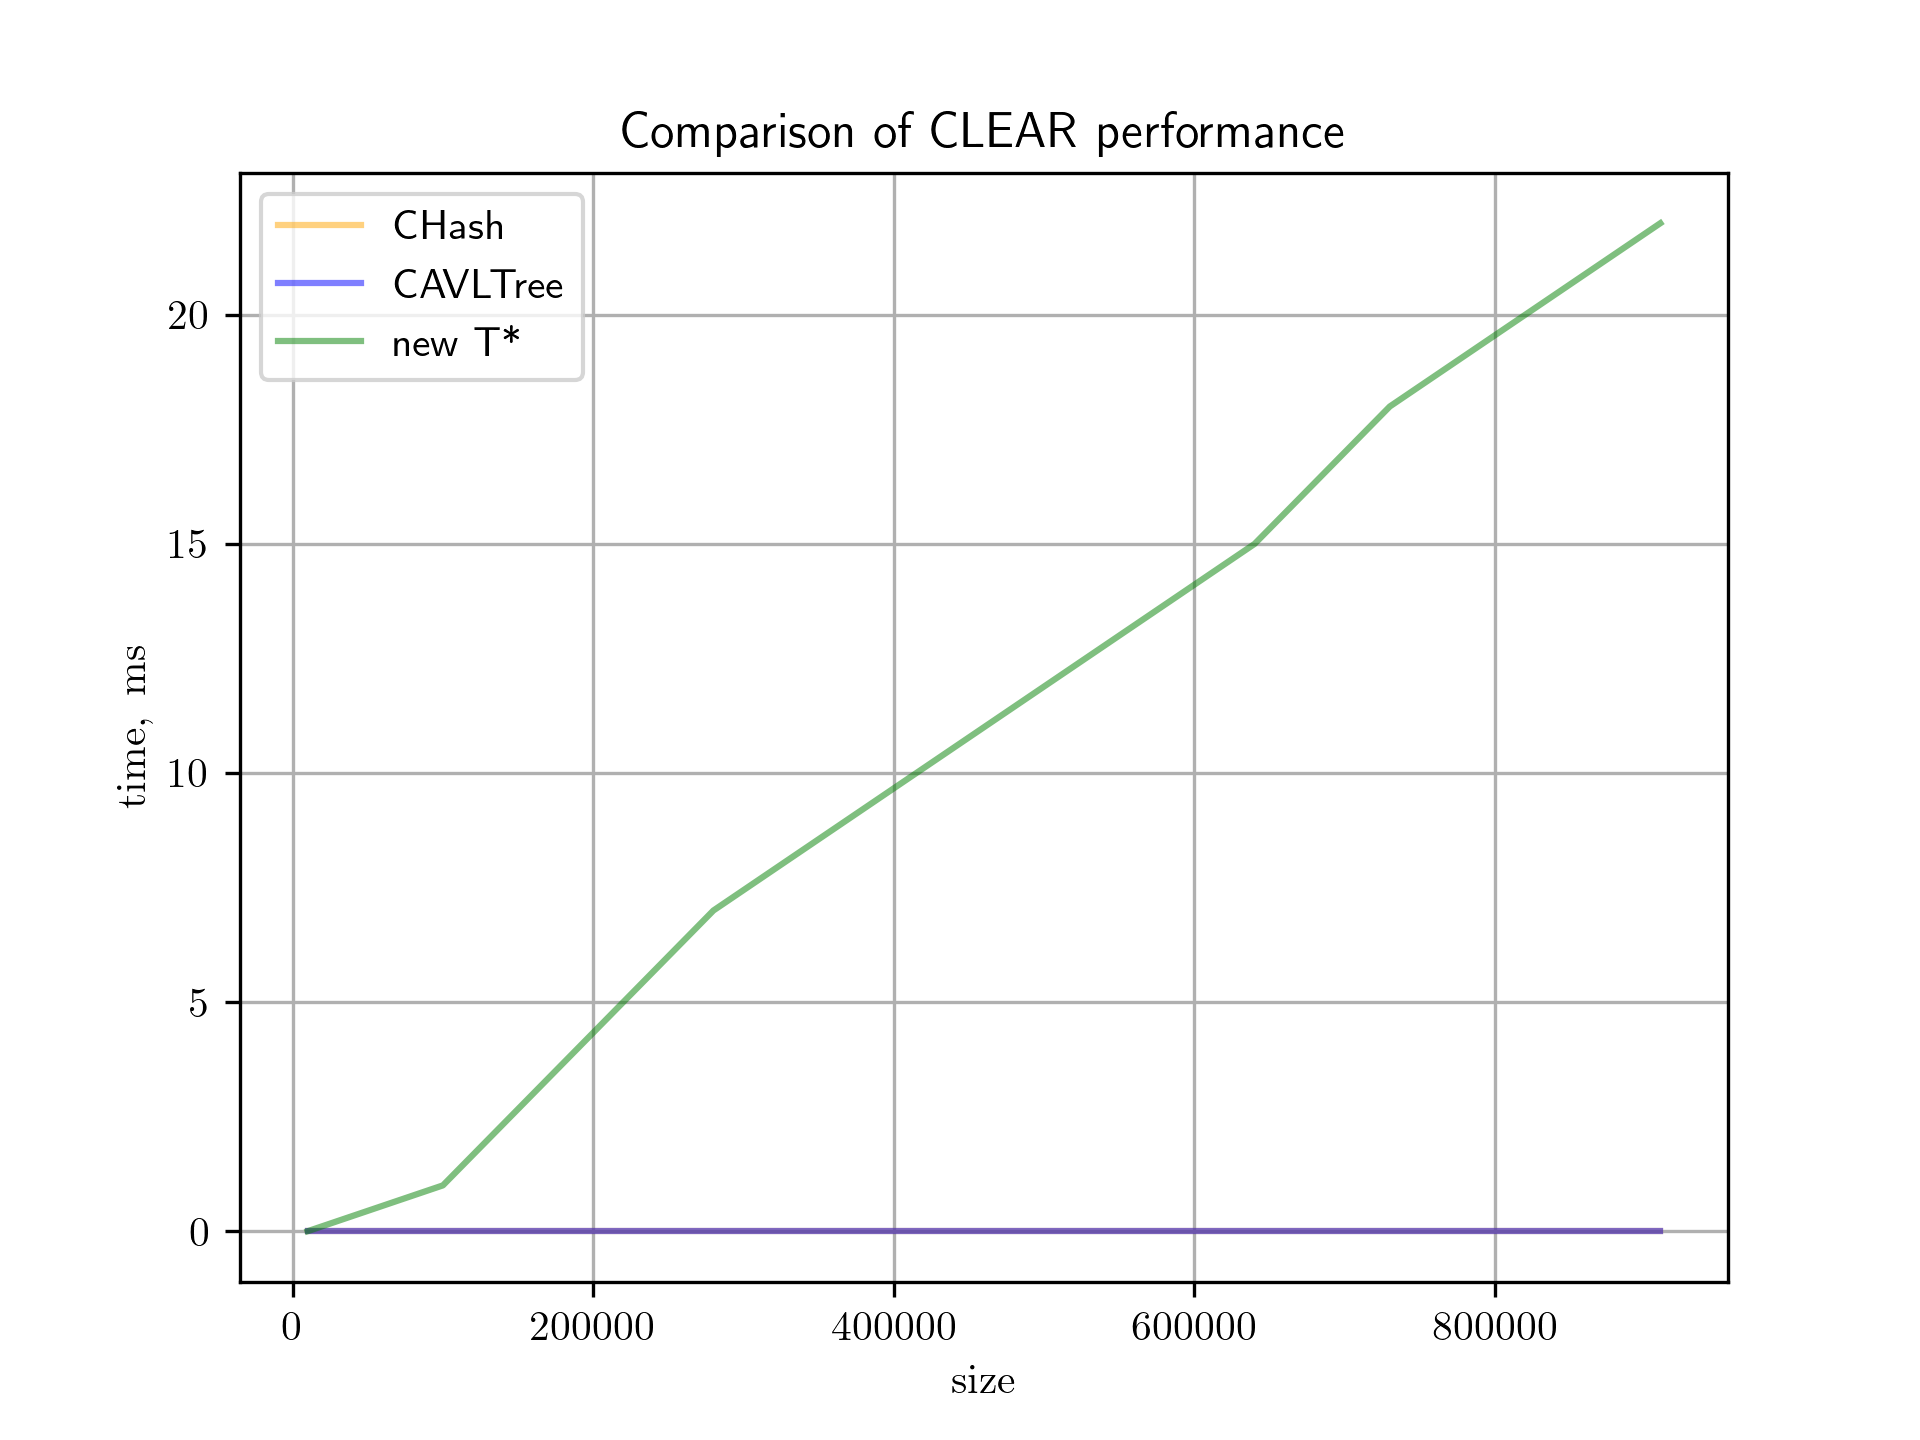 Comparison of CLEAR performance
CHash
CAVLTree
new T*
20
15
10
5
0
time, ms
0 200000 400000 600000 800000
size